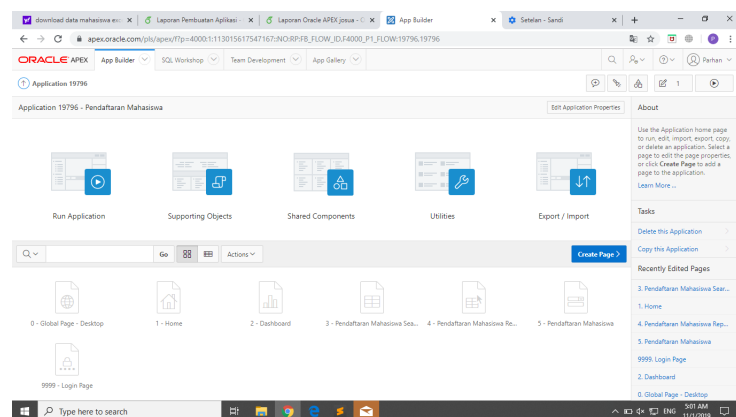 download data mahasiswa exc
Laporan Pembuatan Aplikasi -
Laporan Oracle APEX josua - G
App Builder
Setelan - Sandi
apex.oracle.com/pls/apex/f?p=4000:1:113015617547167::NO:RP:FB_FLOW_ID,F4000_P1_FLOW:19796,19796
ORACLE APEX App Builder SQL Workshop Team Development App Gallery Parhan
Application 19796
1
Application 19796 - Pendaftaran Mahasiswa
Edit Application Properties
About
Use the Application home page
to run, edit, import, export, copy,
or delete an application. Select a
page to edit the page properties,
or click Create Page to add a
page to the application.
Learn More ...
Run Application
Supporting Objects
Shared Components
Utilities
Export / Import
Tasks
Delete this Application
Copy this Application
Go
Actions
Create Page
Recently Edited Pages
3. Pendaftaran Mahasiswa Sear...
1. Home
4. Pendaftaran Mahasiswa Rep...
5. Pendaftaran Mahasiswa
9999. Login Page
2. Dashboard
0. Global Page - Desktop
0 - Global Page - Desktop
1 - Home
2 - Dashboard
3 - Pendaftaran Mahasiswa Sea...
4 - Pendaftaran Mahasiswa Re...
5 - Pendaftaran Mahasiswa
9999 - Login Page
Type here to search
ENG
5:01 AM
11/1/2019